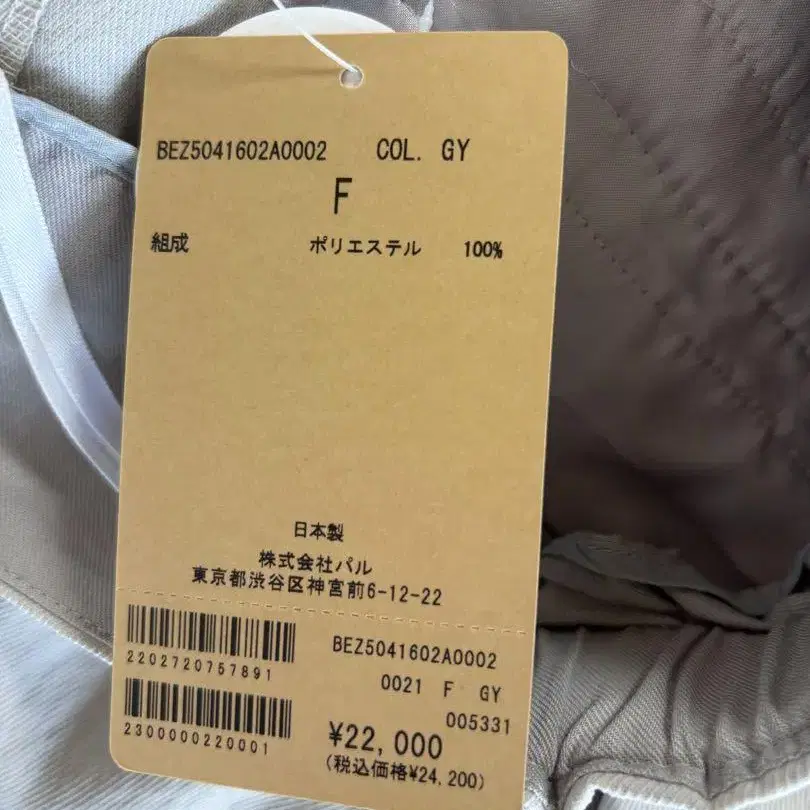 BEZ5041602A0002 COL. GY
F
組成 ポリエステル 100%
日本製
株式会社パル
東京都渋谷区神宮前6-12-22
2202720757891
BEZ5041602A0002
0021 F GY
005331
2300000220001
¥22,000
(税込価格¥24,200)